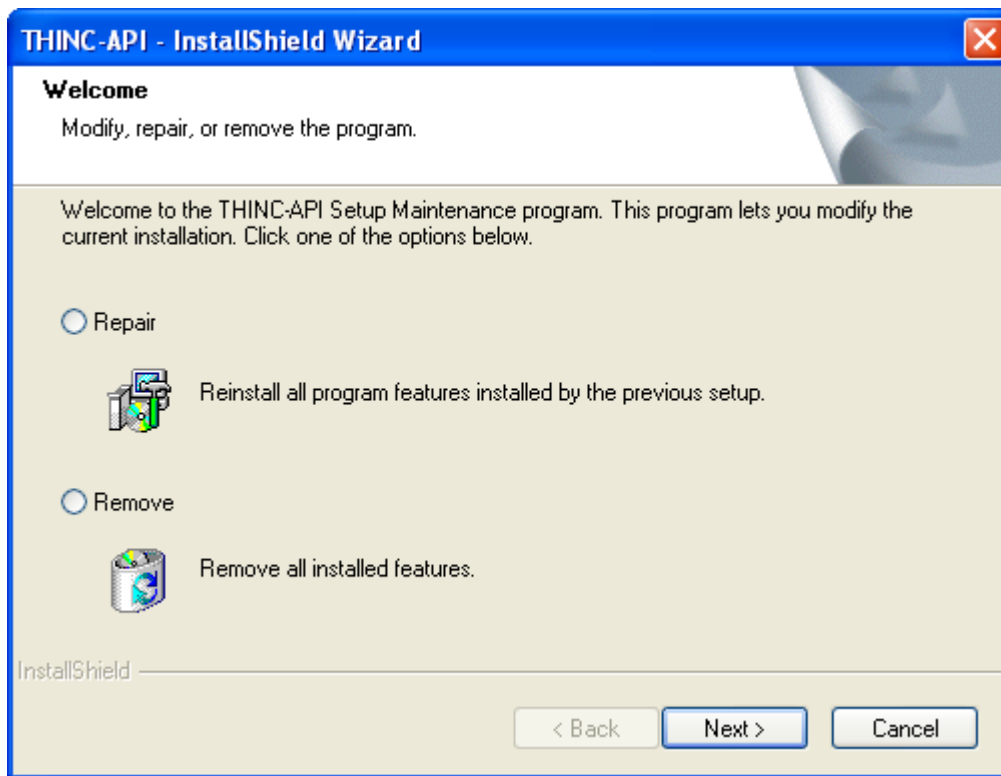 THINC-API - InstallShield Wizard
Welcome
Modify, repair, or remove the program.
Welcome to the THINC-API Setup Maintenance program. This program lets you modify the
current installation. Click one of the options below.
Repair
Reinstall all program features installed by the previous setup.
Remove
Remove all installed features.
InstallShield
< Back
Next >
Cancel